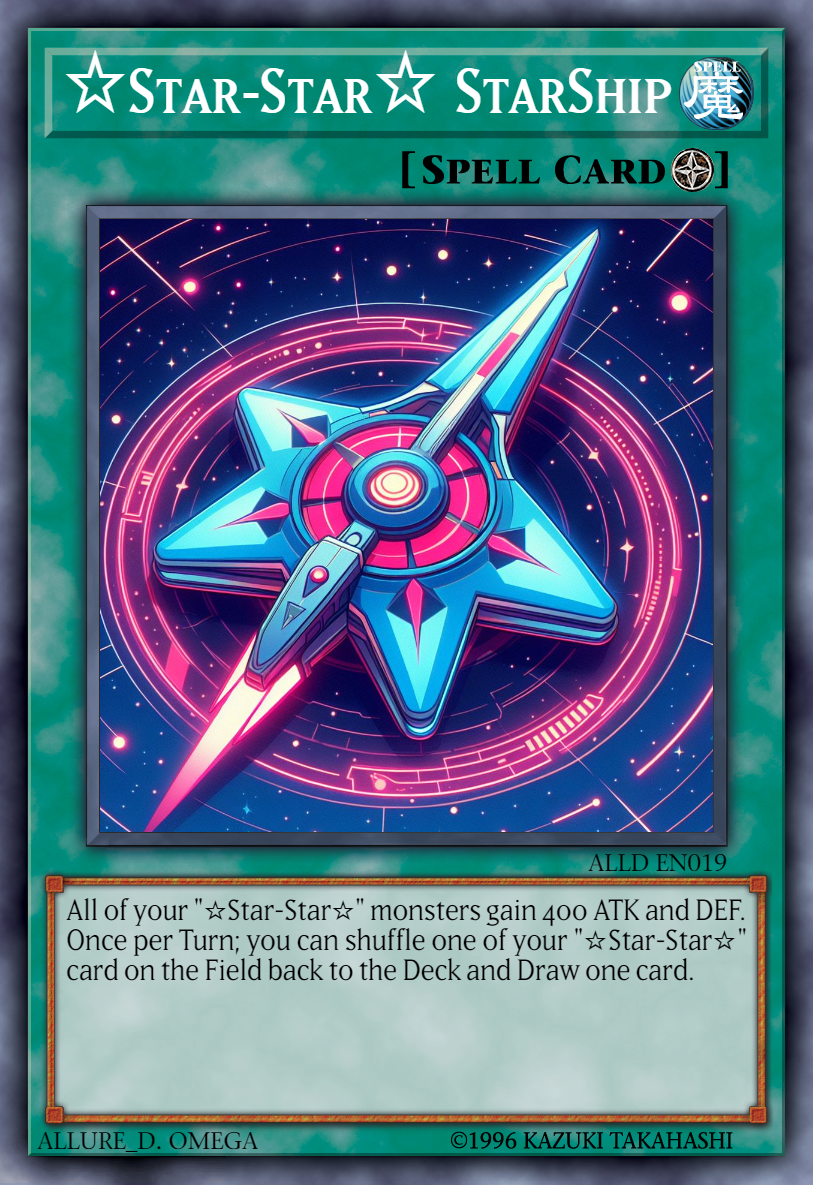 ☆Star-Star☆ StarShip
SPELL
魔
[Spell Card]
ALLD EN019
All of your "☆Star-Star☆" monsters gain 400 ATK and DEF.
Once per Turn; you can shuffle one of your "☆Star-Star☆"
card on the Field back to the Deck and Draw one card.
ALLURE_D. OMEGA
©1996 KAZUKI TAKAHASHI